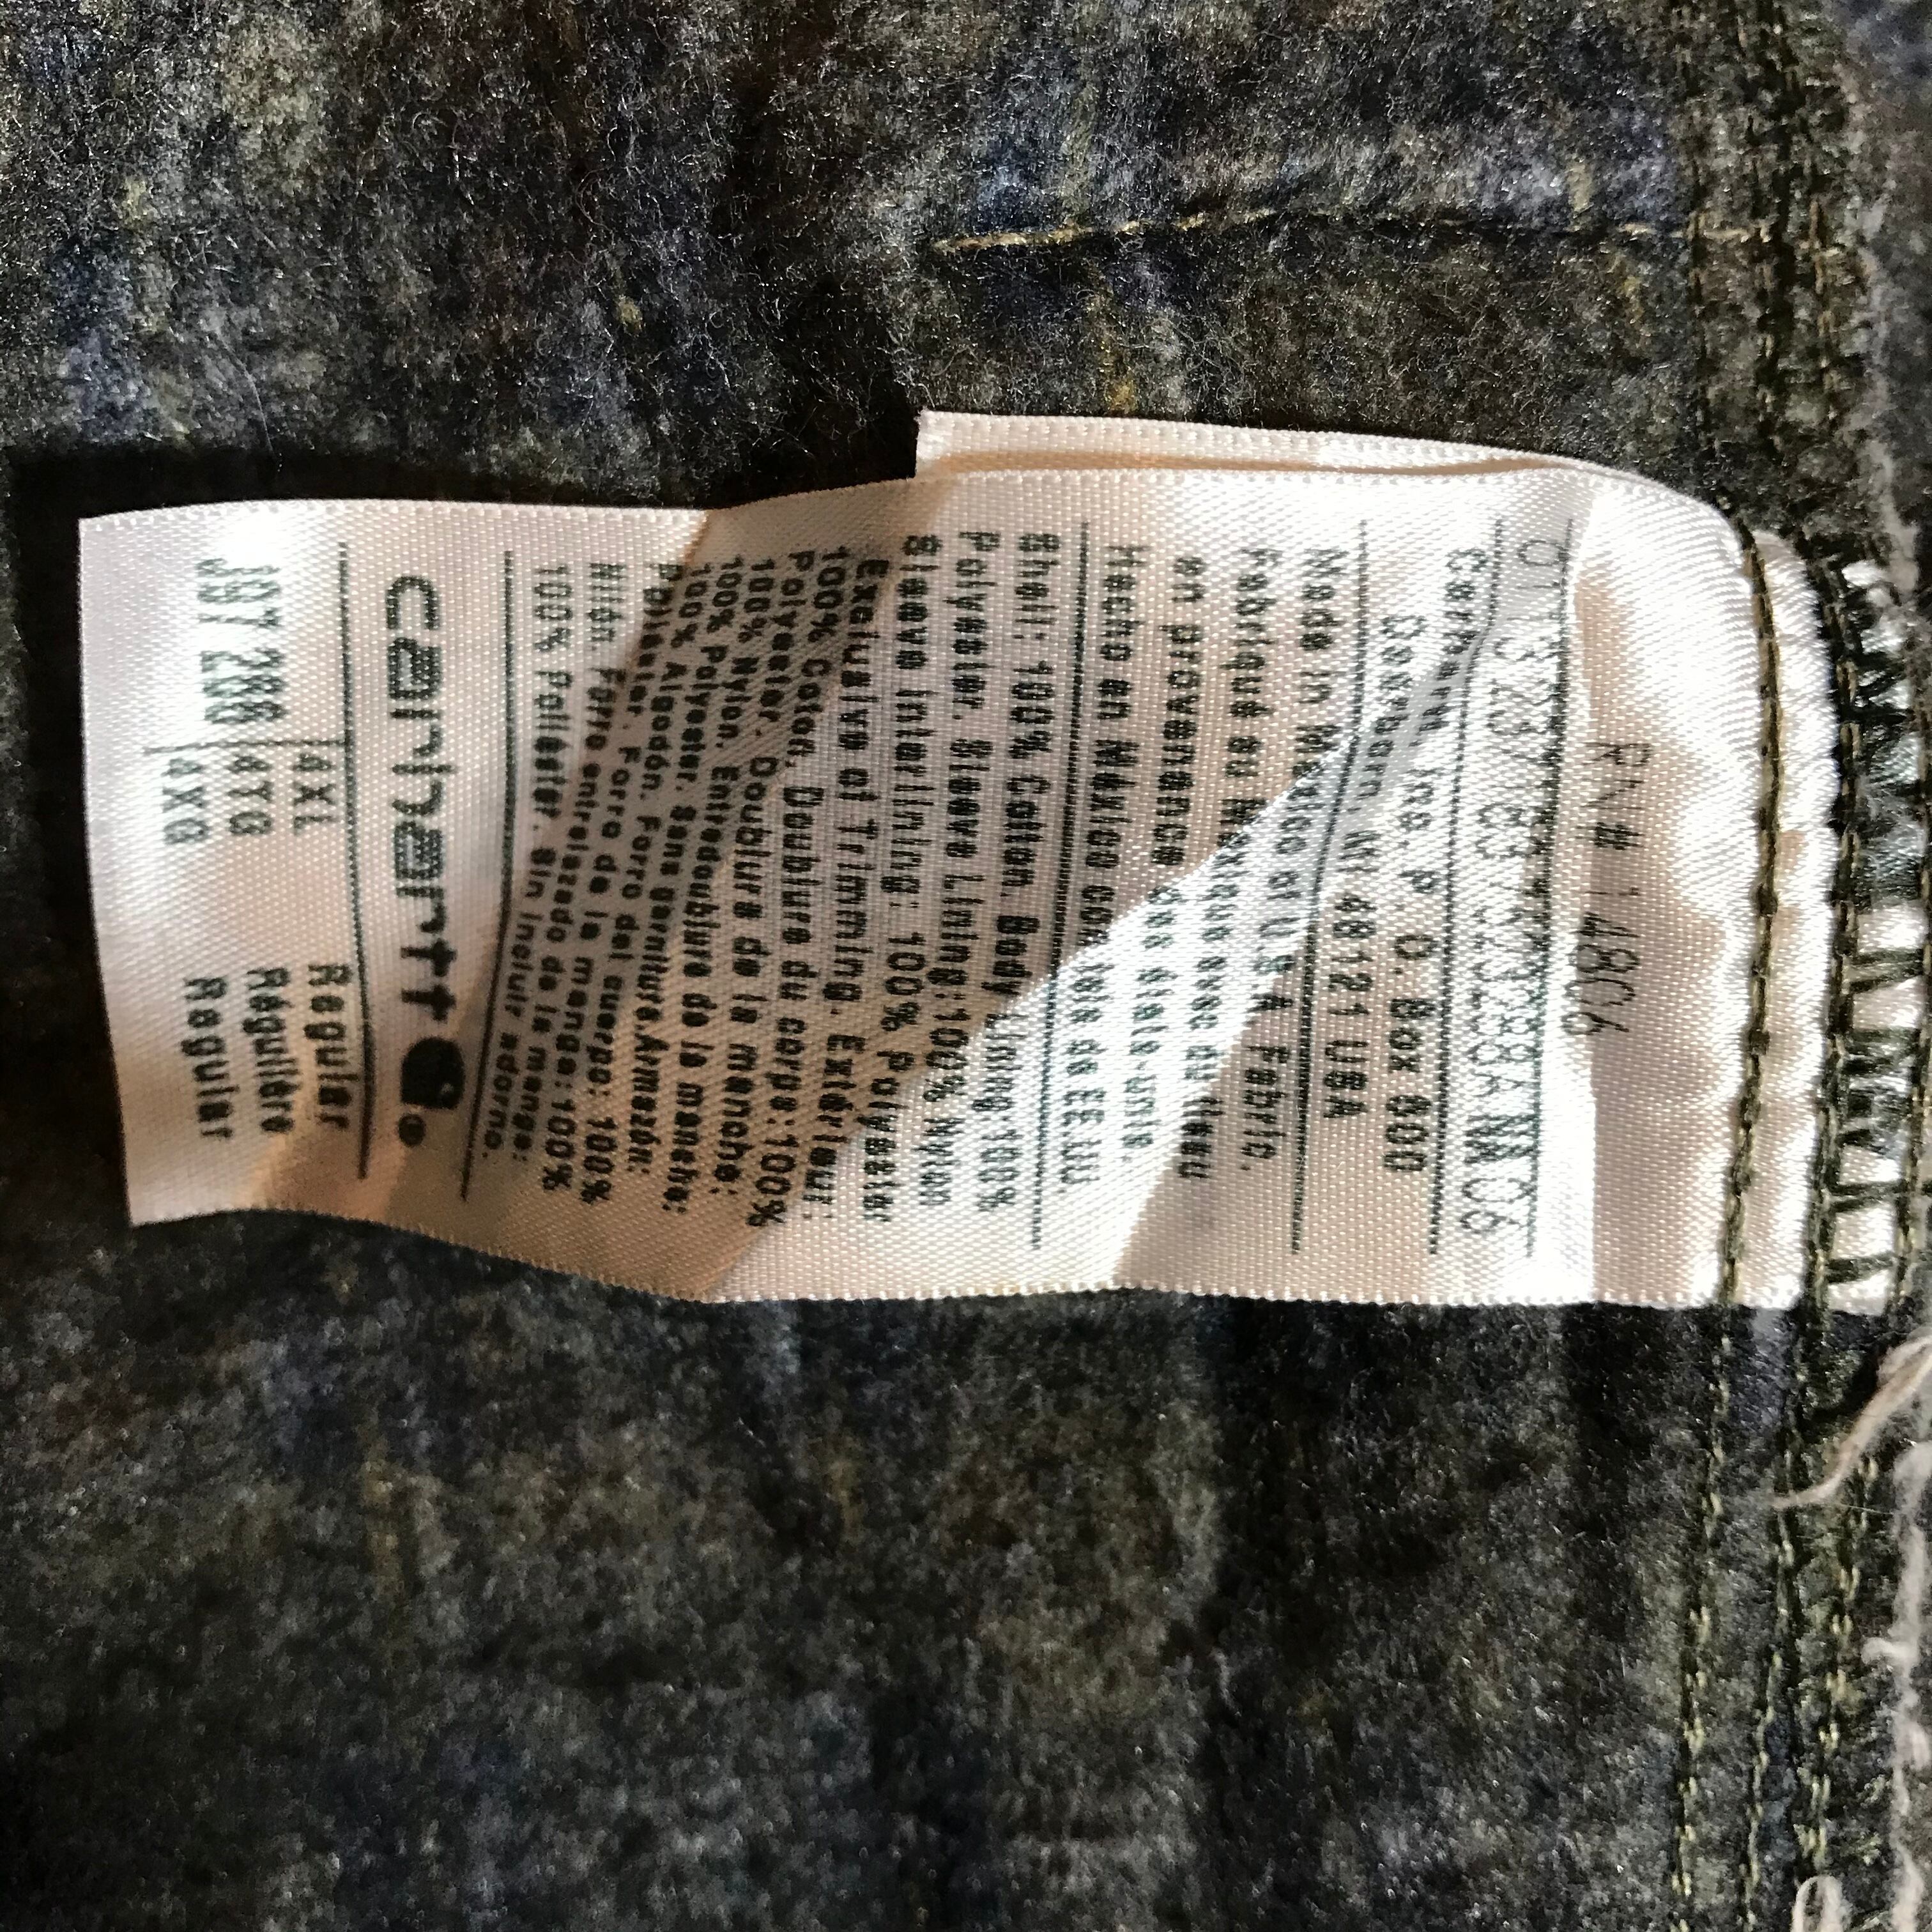 J97 286 4XL Regular
J97 286 4TG Régulière
4XG Regular
carhartt ®
Shell: 100% Cotton. Body Lining:100%
Polyester. Sleeve Lining:100% Nylon
Sleeve Interlining: 100% Polyester
Exclusive of Trimming. Extérieur:
100% Coton. Doublure du corps:100%
Polyester. Doublure de la manche:
100% Nylon. Entredoublure de la manche:
100% Polyester. Sans garniture.Armazón:
100% Algodón. Forro del cuerpo: 100%
Poliester. Forro de la manga:100%
Nilón. Forro entrelazado de la manga:
100% Poliéster. Sin incluir adorno.
Made in Mexico of U.S.A Fabric.
Fabriqué au Mexique avec du tissu
en provenance des états-unis.
Hecho en México con tela de EE.UU
Carhartt, Inc.P. O.Box 600
Dearborn, MI 48121 USA
RN# 14806